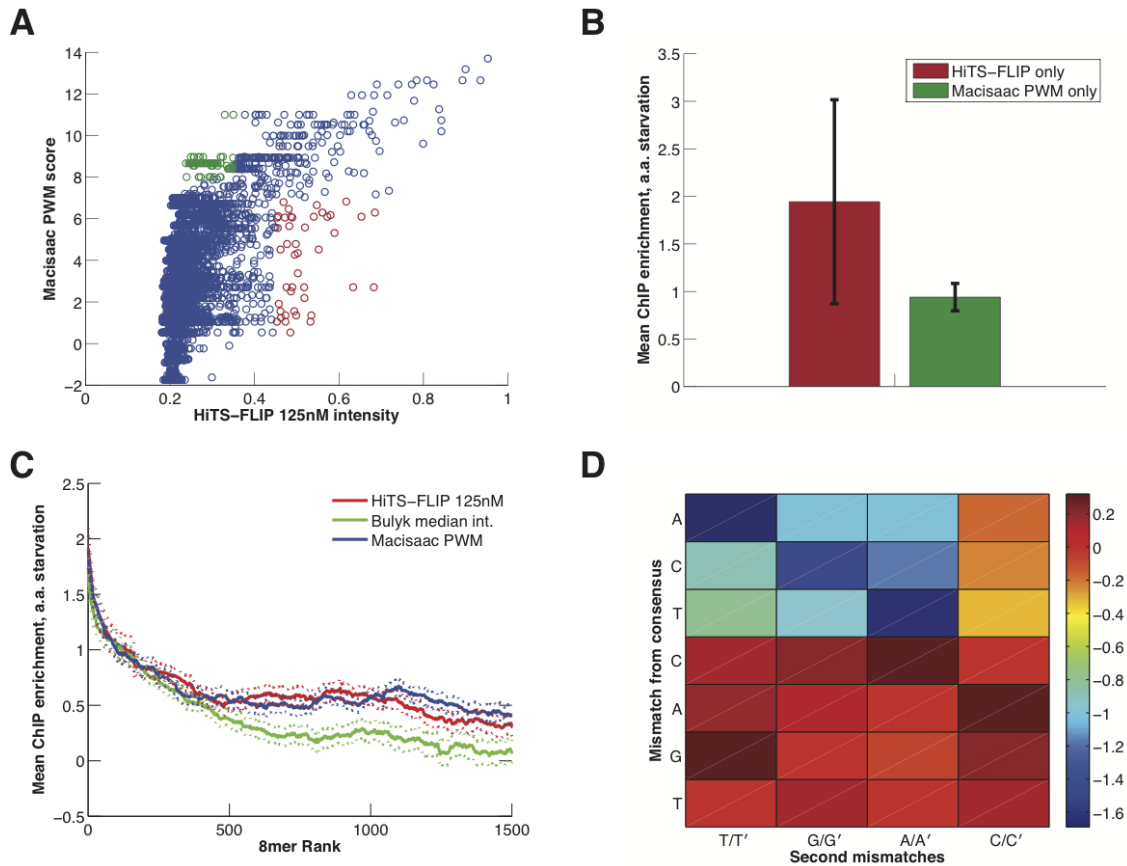 A
14
12
10
8
6
4
2
0
−2
0
0.2
0.4
0.6
0.8
1
Macisaac PWM score
HiTS−FLIP 125nM intensity
B
4
3.5
3
2.5
2
1.5
1
0.5
0
Mean ChIP enrichment, a.a. starvation
HiTS−FLIP only
Macisaac PWM only
C
2.5
2
1.5
1
0.5
0
−0.5
0
500
1000
1500
Mean ChIP enrichment, a.a. starvation
8mer Rank
HiTS−FLIP 125nM
Bulyk median int.
Macisaac PWM
D
Mismatch from consensus
A
C
T
C
A
G
T
T/T′
G/G′
A/A′
C/C′
Second mismatches
0.2
0
−0.2
−0.4
−0.6
−0.8
−1
−1.2
−1.4
−1.6